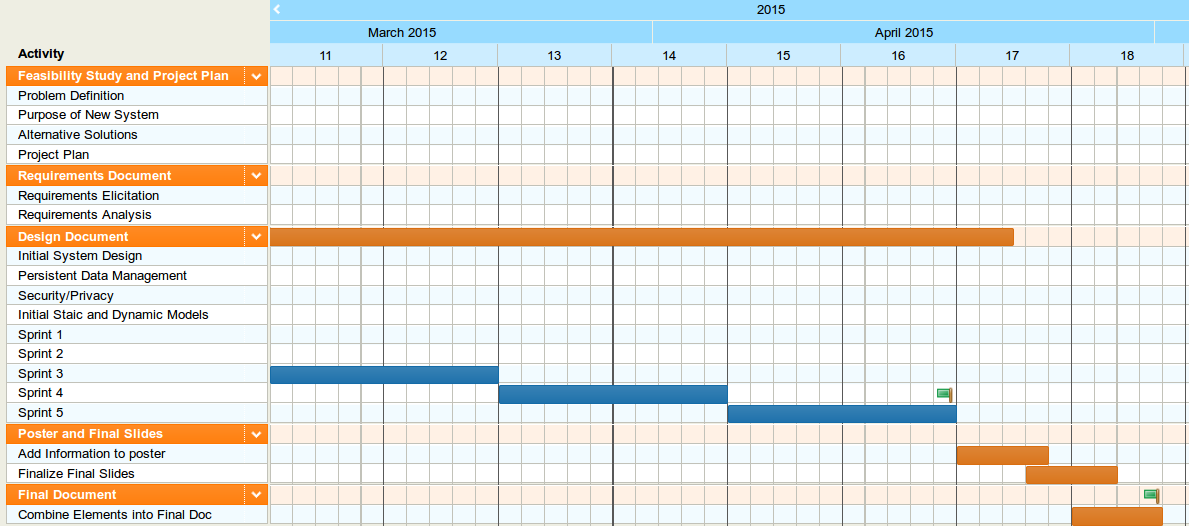 2015
March 2015 April 2015
Activity 11 12 13 14 15 16 17 18
Feasibility Study and Project Plan
Problem Definition
Purpose of New System
Alternative Solutions
Project Plan
Requirements Document
Requirements Elicitation
Requirements Analysis
Design Document
Initial System Design
Persistent Data Management
Security/Privacy
Initial Staic and Dynamic Models
Sprint 1
Sprint 2
Sprint 3
Sprint 4
Sprint 5
Poster and Final Slides
Add Information to poster
Finalize Final Slides
Final Document
Combine Elements into Final Doc